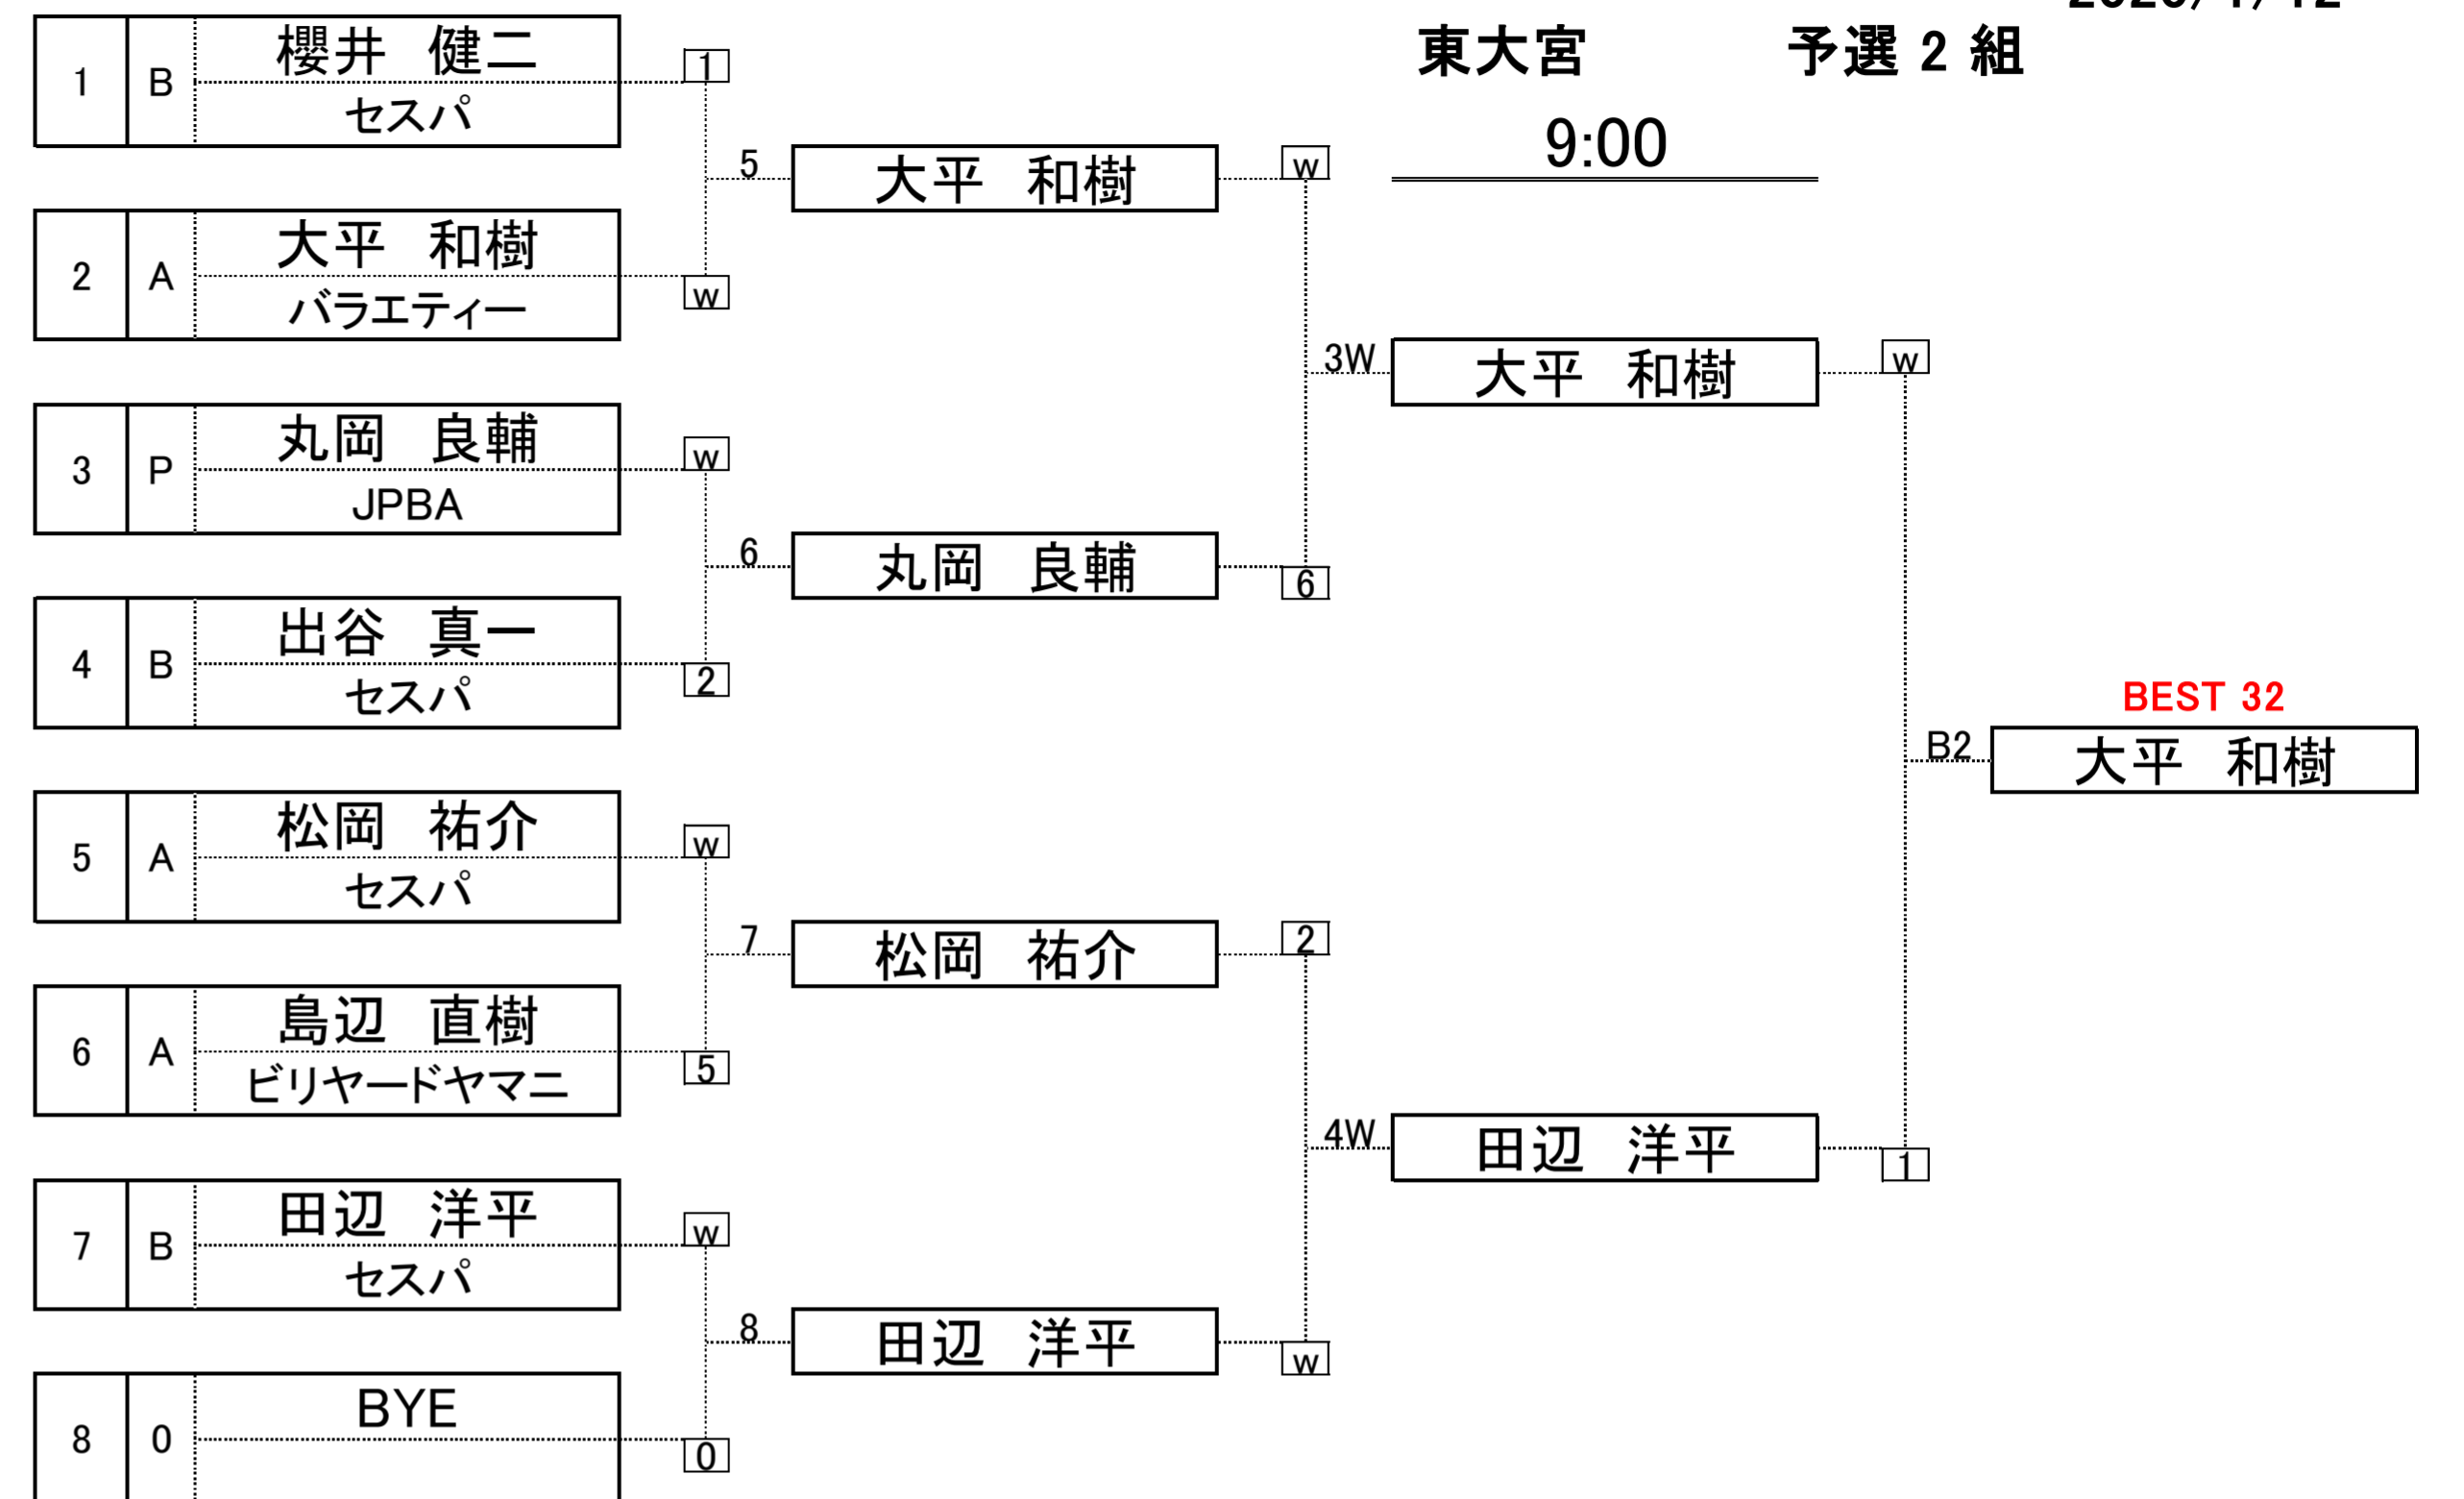 東大宮 予選 2 組
9:00
1 B 櫻井 健二 1
セスパ
5 大平 和樹 w
2 A 大平 和樹 w
バラエティー
3W 大平 和樹 w
3 P 丸岡 良輔 w
JPBA
6 丸岡 良輔 6
4 B 出谷 真一 2
セスパ
BEST 32
B2 大平 和樹
5 A 松岡 祐介 w
セスパ
7 松岡 祐介 2
6 A 島辺 直樹 5
ビリヤードヤマニ
4W 田辺 洋平 1
7 B 田辺 洋平 w
セスパ
8 田辺 洋平 w
8 0 BYE 0